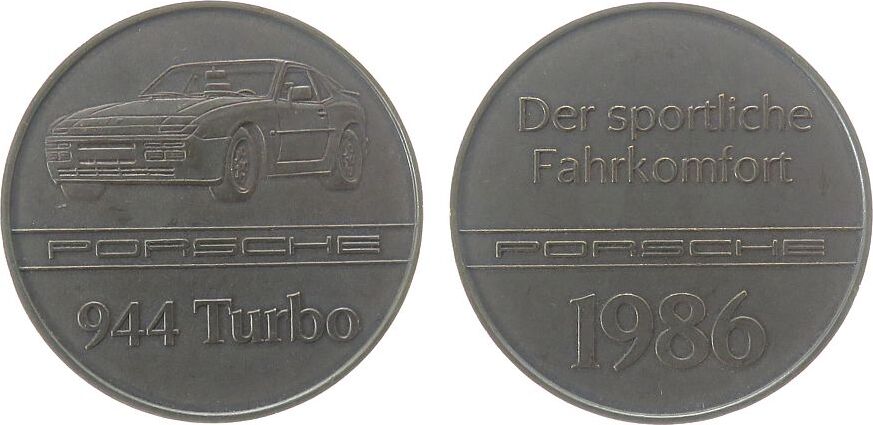 PORSCHE
944 Turbo
Der sportliche
Fahrkomfort
PORSCHE
1986